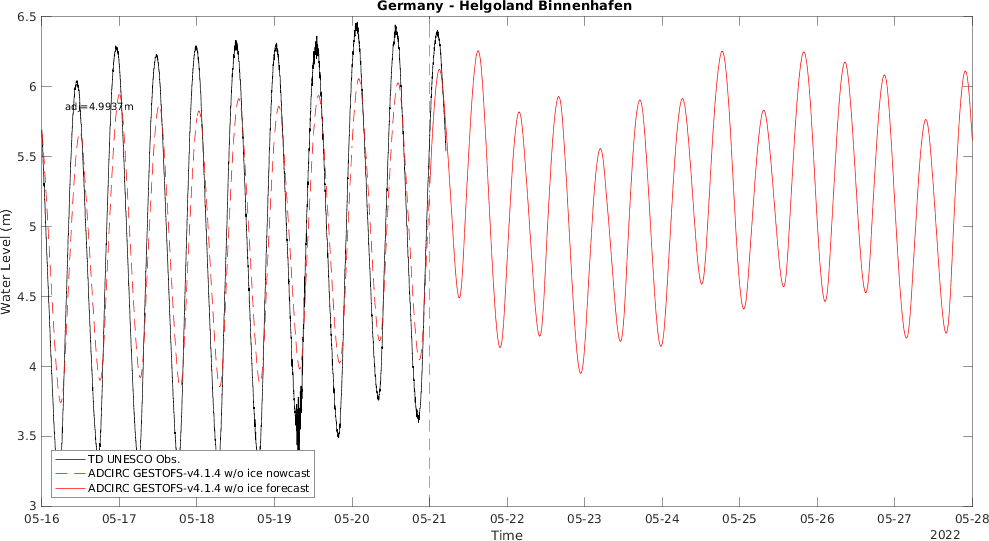 Germany - Helgoland Binnenhafen
6.5
6
5.5
5
4.5
4
3.5
3
Water Level (m)
adj=4.9937m
TD UNESCO Obs.
ADCIRC GESTOFS-v4.1.4 w/o ice nowcast
ADCIRC GESTOFS-v4.1.4 w/o ice forecast
05-16 05-17 05-18 05-19 05-20 05-21 05-22 05-23 05-24 05-25 05-26 05-27 05-28
Time
2022